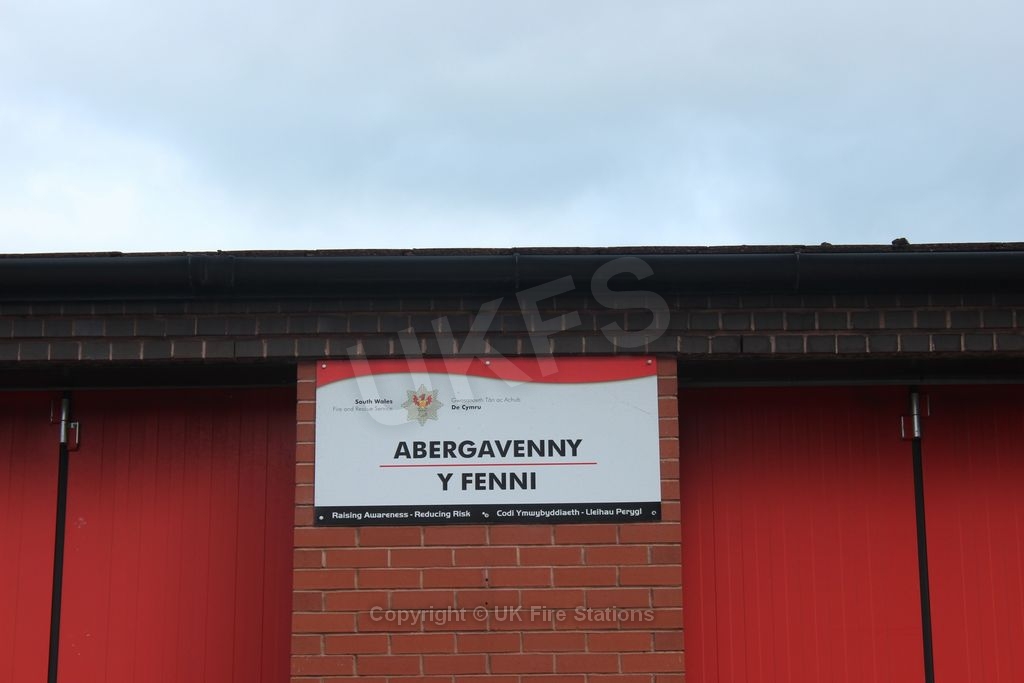 UKFS
South Wales
Fire and Rescue Service
Gwasanaeth Tân ac Achub
De Cymru
ABERGAVENNY
Y FENNI
Raising Awareness - Reducing Risk
Codi Ymwybyddiaeth - Lleihau Perygl
Copyright © UK Fire Stations